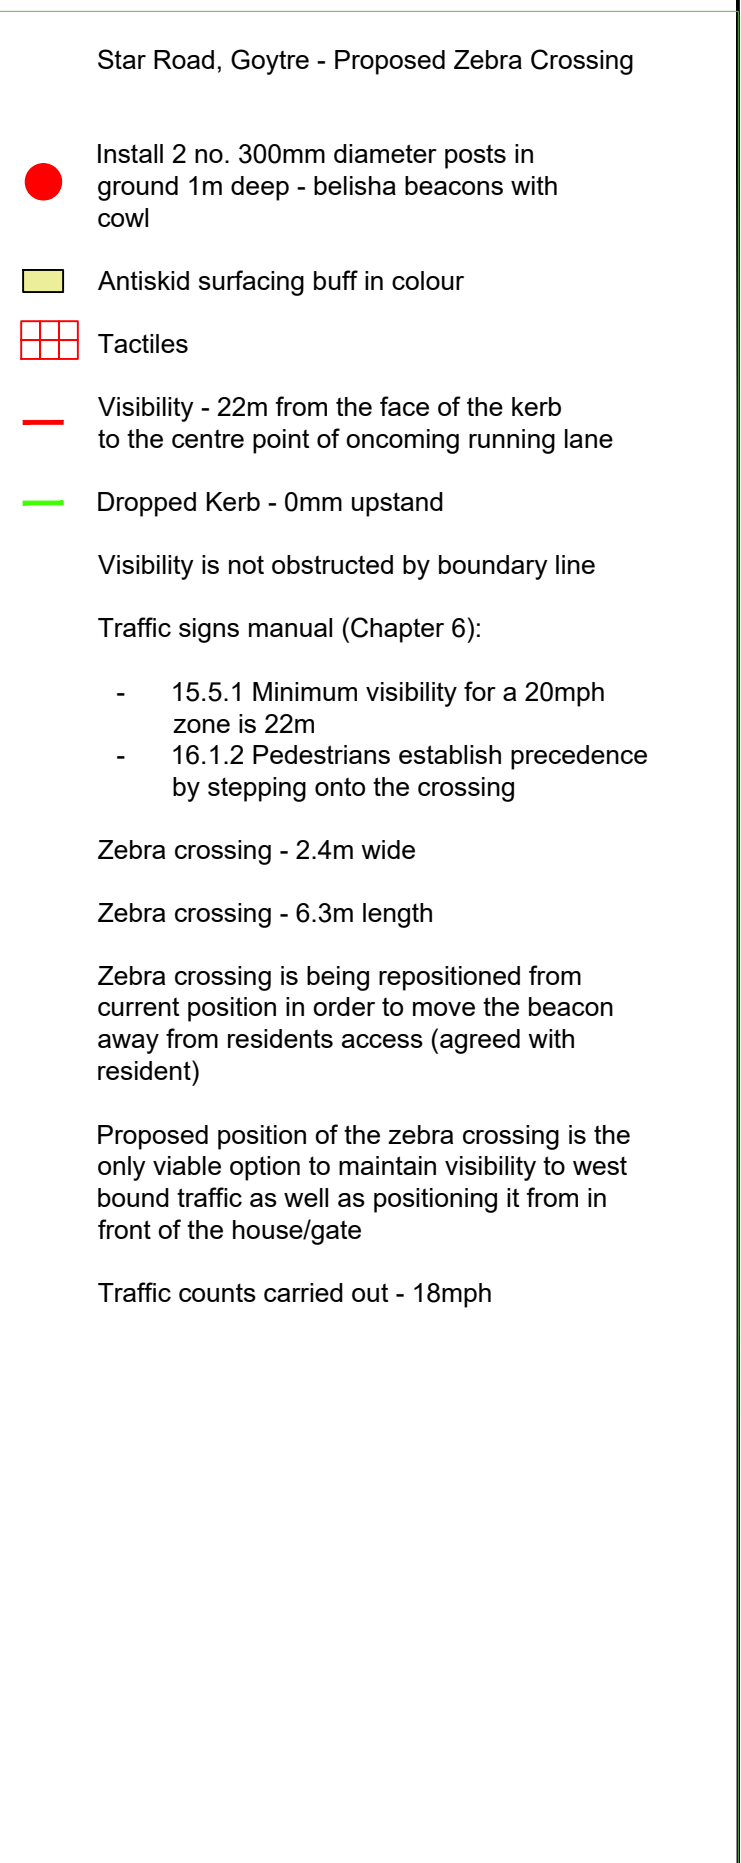 Star Road, Goytre - Proposed Zebra Crossing
Install 2 no. 300mm diameter posts in
ground 1m deep - belisha beacons with
cowl
Antiskid surfacing buff in colour
Tactiles
Visibility - 22m from the face of the kerb
to the centre point of oncoming running lane
Dropped Kerb - 0mm upstand
Visibility is not obstructed by boundary line
Traffic signs manual (Chapter 6):
- 15.5.1 Minimum visibility for a 20mph
zone is 22m
- 16.1.2 Pedestrians establish precedence
by stepping onto the crossing
Zebra crossing - 2.4m wide
Zebra crossing - 6.3m length
Zebra crossing is being repositioned from
current position in order to move the beacon
away from residents access (agreed with
resident)
Proposed position of the zebra crossing is the
only viable option to maintain visibility to west
bound traffic as well as positioning it from in
front of the house/gate
Traffic counts carried out - 18mph